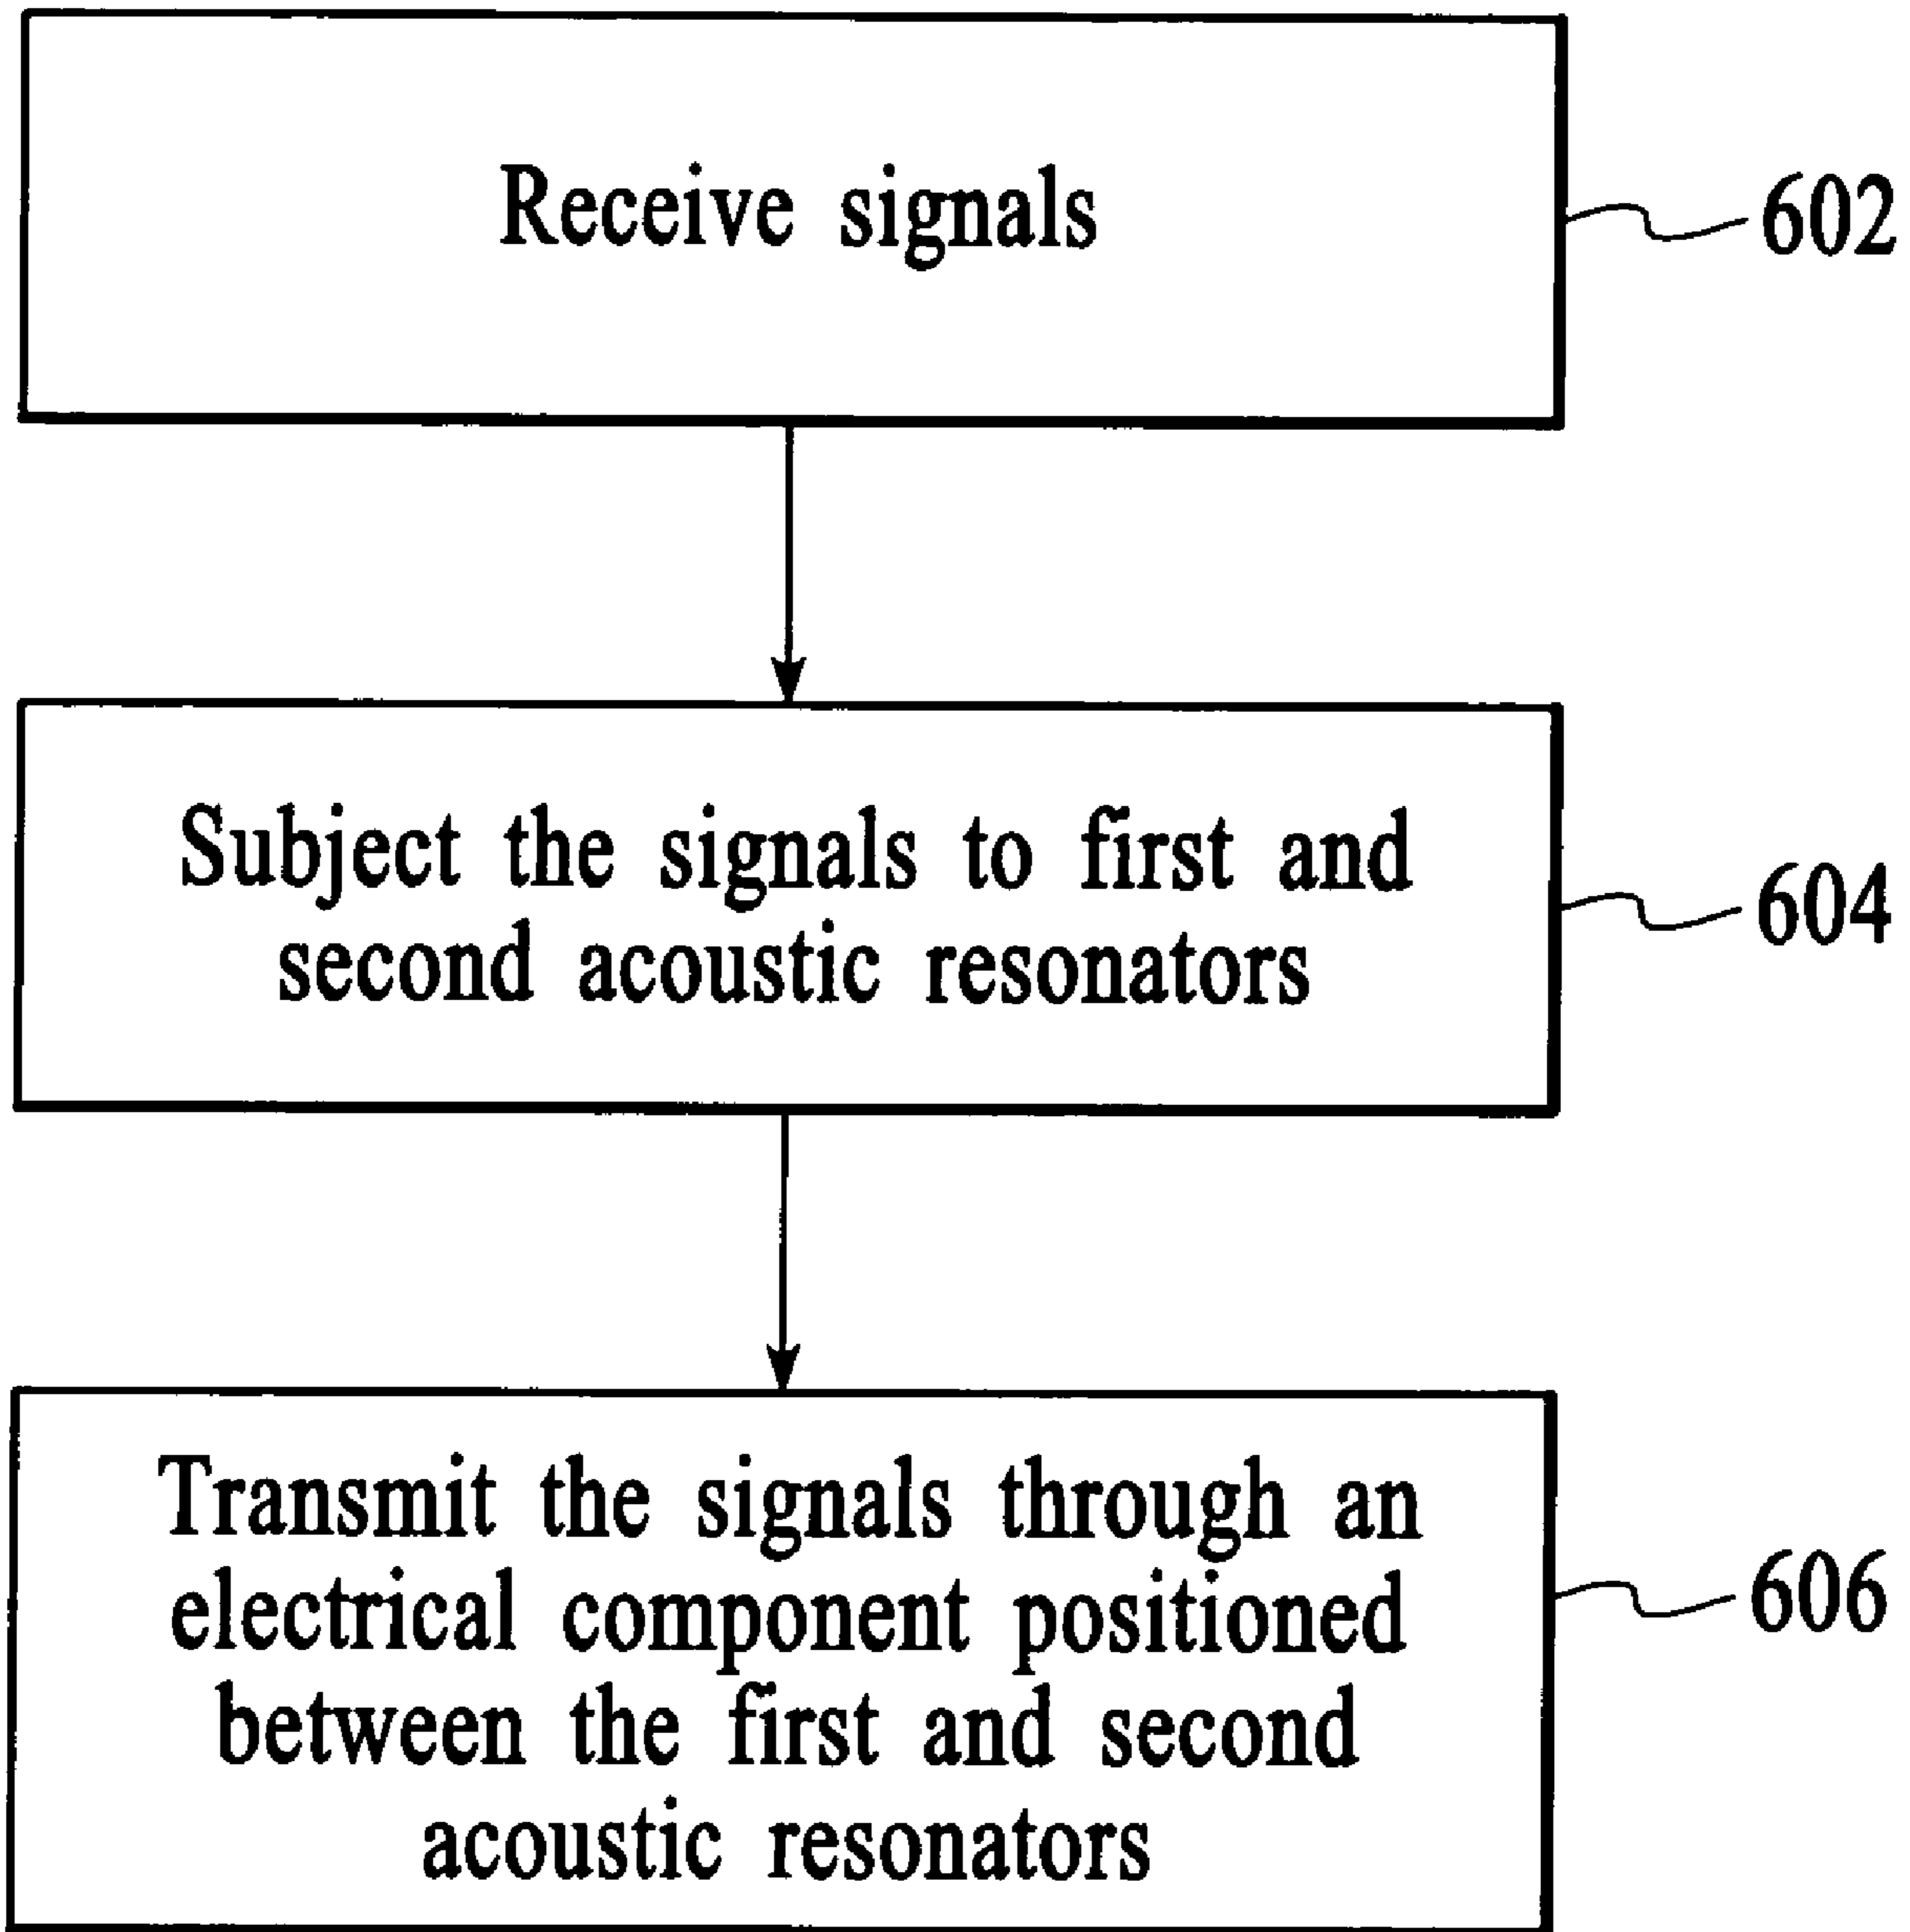 Receive signals
602
Subject the signals to first and
second acoustic resonators
604
Transmit the signals through an
electrical component positioned
between the first and second
acoustic resonators
606